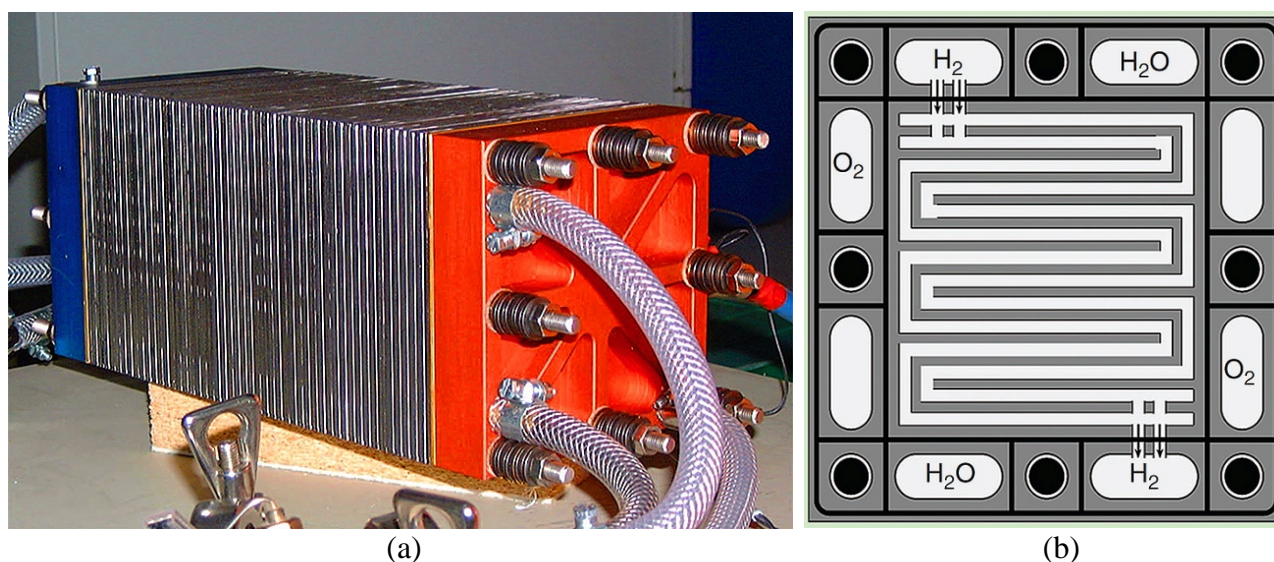 H₂ H₂O
O₂
O₂
H₂O H₂
(a) (b)